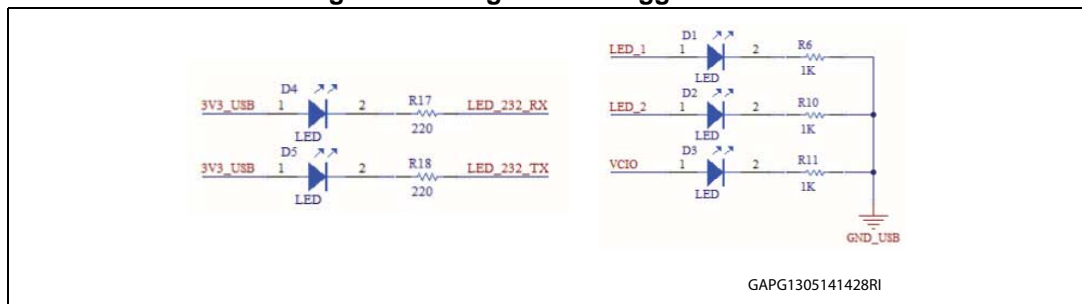 D4
3V3_USB 1 2 R17 LED_232_RX
LED 220
D5
3V3_USB 1 2 R18 LED_232_TX
LED 220
D1
LED_1 1 2 R6
LED 1K
D2
LED_2 1 2 R10
LED 1K
D3
VCIO 1 2 R11
LED 1K
GND_USB
GAPG1305141428RI